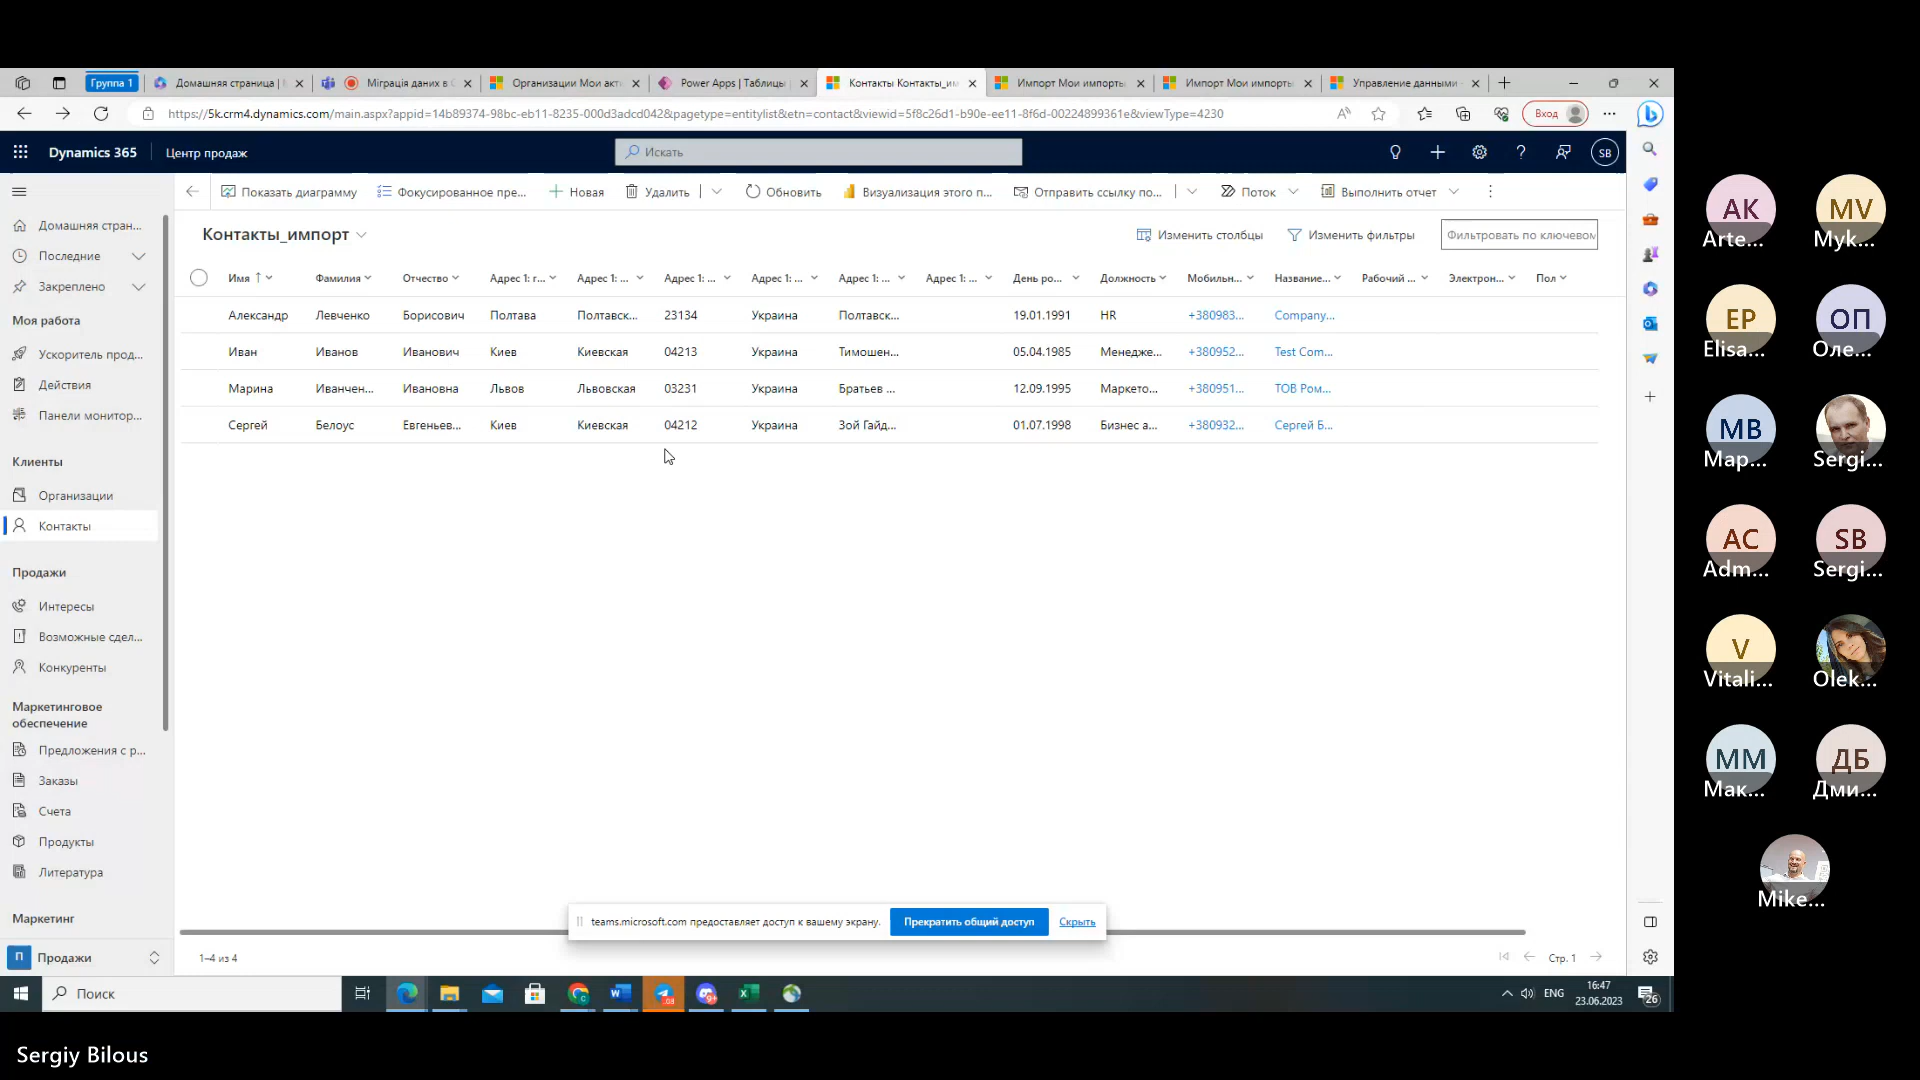 Группа 1
Домашняя страница |
Міграція даних в
Организации Мои акт
Power Apps | Таблицы
Контакты Контакты_им
Импорт Мои импорть
Импорт Мои импорть
Управление данными
https://5k.crm4.dynamics.com/main.aspx?appid=14b89374-98bc-eb11-8235-000d3adcd042&pagetype=entitylist&etn=contact&viewid=5f8c26d1-b90e-ee11-8f6d-00224899361e&viewType=4230
Вход
Dynamics 365
Центр продаж
Искать
SB
Показать диаграмму
Фокусированное пре...
Новая
Удалить
Обновить
Визуализация этого п...
Отправить ссылку по...
Поток
Выполнить отчет
Контакты_импорт
Изменить столбцы
Изменить фильтры
Фильтровать по ключевом
Имя Фамилия Отчество Адрес 1: г... Адрес 1: ... Адрес 1: ... Адрес 1: ... Адрес 1: ... Адрес 1: ... День ро... Должность Мобильн... Название... Рабочий ... Электрон... Пол
Александр Левченко Борисович Полтава Полтавск... 23134 Украина Полтавск... 19.01.1991 HR +380983... Company...
Иван Иванов Иванович Киев Киевская 04213 Украина Тимошен... 05.04.1985 Менедже... +380952... Test Com...
Марина Иванчен... Ивановна Львов Львовская 03231 Украина Братьев ... 12.09.1995 Маркето... +380951... ТОВ Ром...
Сергей Белоус Евгеньев... Киев Киевская 04212 Украина Зой Гайд... 01.07.1998 Бизнес а... +380932... Сергей Б...
Домашняя стран...
Последние
Закреплено
Моя работа
Ускоритель прод...
Действия
Панели монитор...
Клиенты
Организации
Контакты
Продажи
Интересы
Возможные сдел...
Конкуренты
Маркетинговое
обеспечение
Предложения с р...
Заказы
Счета
Продукты
Литература
Маркетинг
П Продажи
1–4 из 4
Стр. 1
teams.microsoft.com предоставляет доступ к вашему экрану.
Прекратить общий доступ
Скрыть
Поиск
ENG
16:47
23.06.2023
26
AK
Arte...
MV
Myk...
EP
Elisa...
ОП
Оле...
МВ
Мар...
Sergi...
AC
Adm...
SB
Sergi...
V
Vitali...
Olek...
ММ
Мак...
ДБ
Дми...
Mike...
Sergiy Bilous